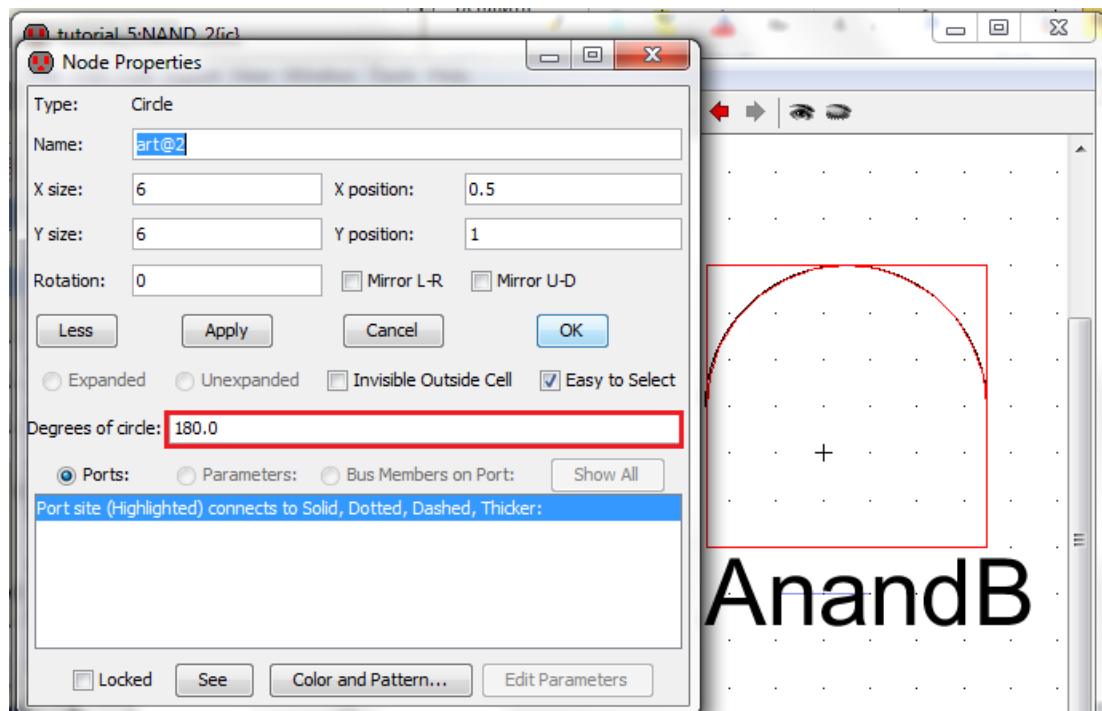 tutorial_5:NAND_2{ic}
Node Properties
Type: Circle
Name: art@2
X size: 6 X position: 0.5
Y size: 6 Y position: 1
Rotation: 0 Mirror L-R Mirror U-D
Less Apply Cancel OK
Expanded Unexpanded Invisible Outside Cell Easy to Select
Degrees of circle: 180.0
Ports: Parameters: Bus Members on Port: Show All
Port site (Highlighted) connects to Solid, Dotted, Dashed, Thicker:
Locked See Color and Pattern... Edit Parameters
AnandB